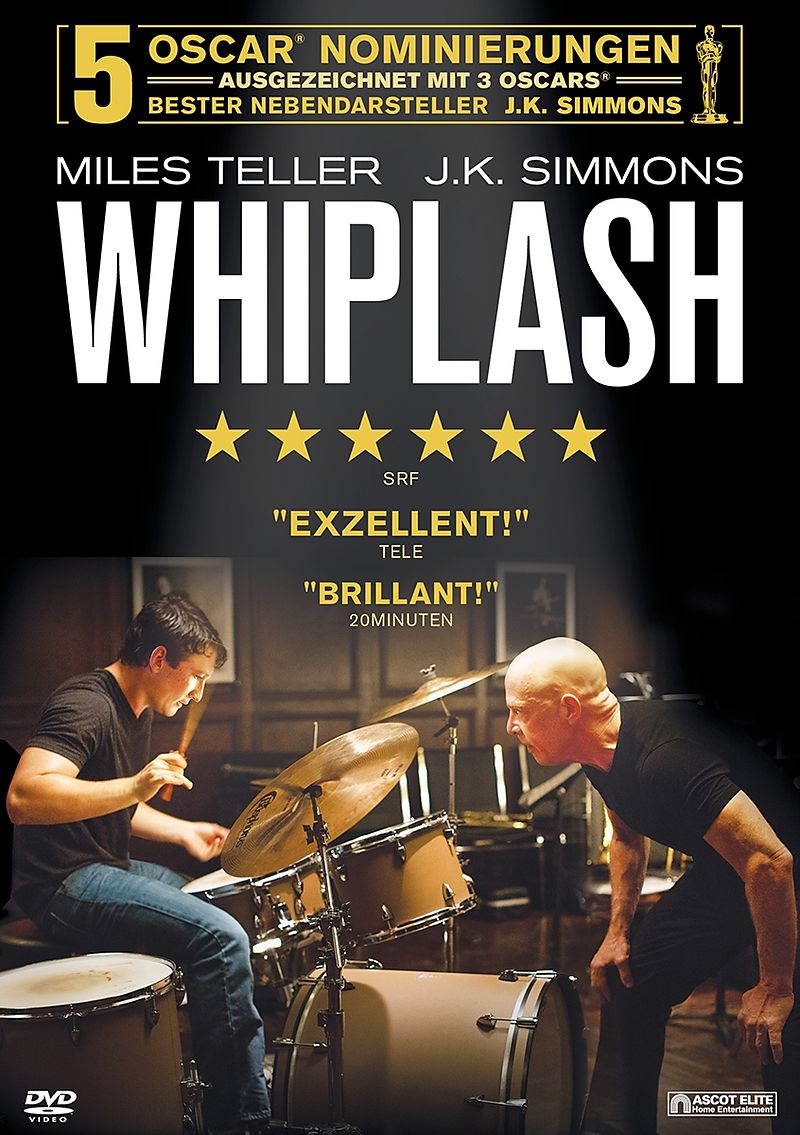 5 OSCAR® NOMINIERUNGEN
AUSGEZEICHNET MIT 3 OSCARS®
BESTER NEBENDARSTELLER J.K. SIMMONS
MILES TELLER J.K. SIMMONS
WHIPLASH
SRF
"EXZELLENT!"
TELE
"BRILLANT!"
20MINUTEN
DVD
VIDEO
ASCOT ELITE
Home Entertainment